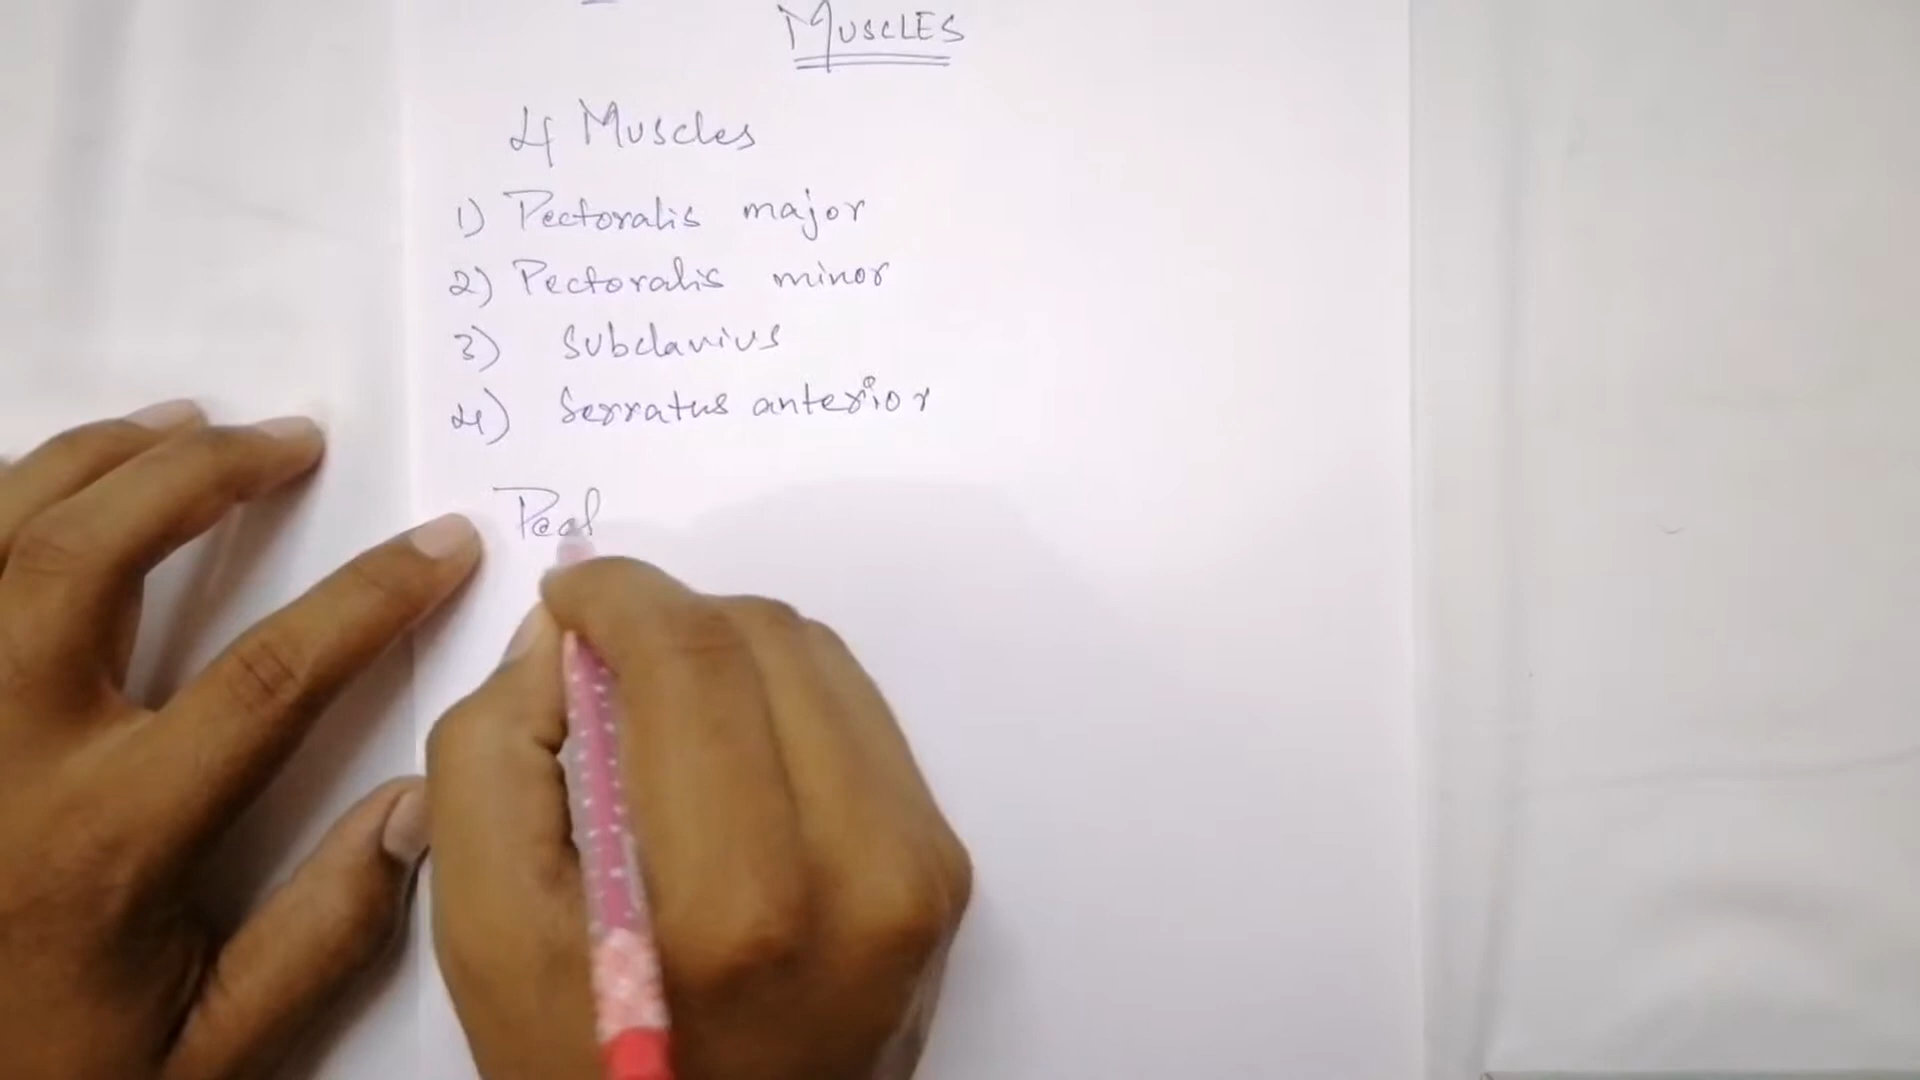 MUSCLES
4 Muscles
1) Pectoralis major
2) Pectoralis minor
3) Subclavius
4) Serratus anterior